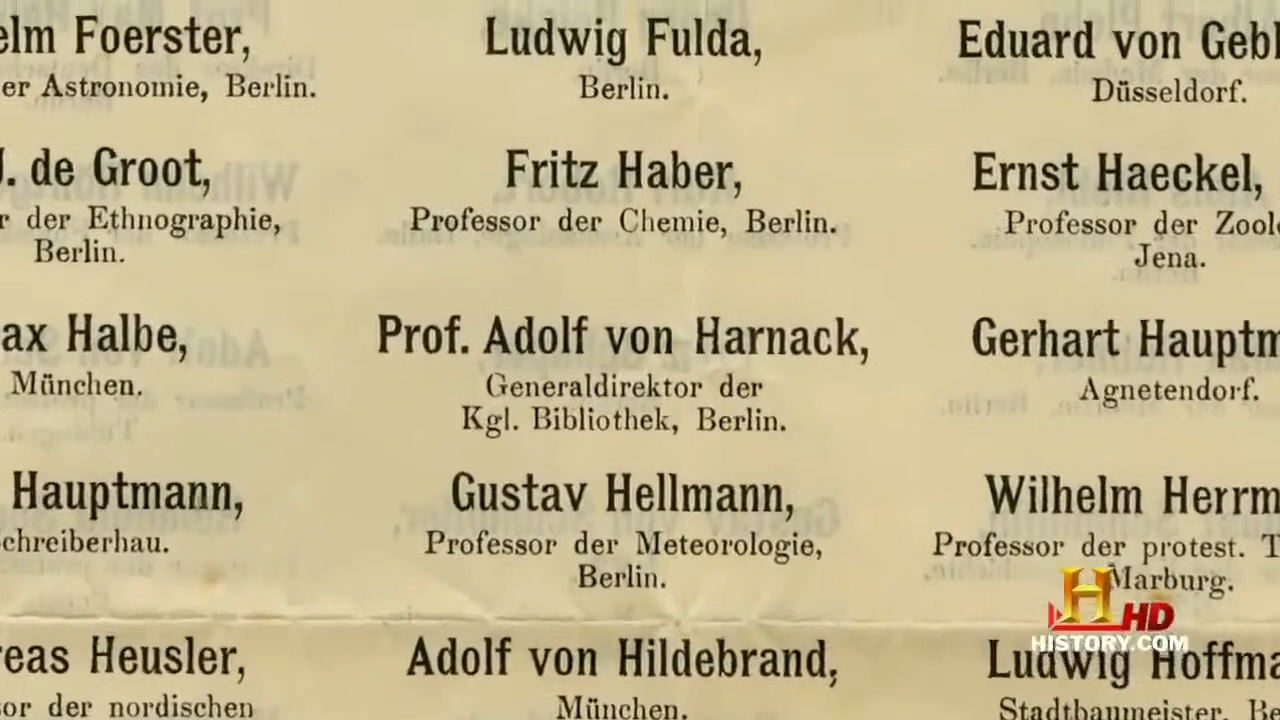 elm Foerster,
er Astronomie, Berlin.
Ludwig Fulda,
Berlin.
Eduard von Gebh
Düsseldorf.
J. de Groot,
r der Ethnographie,
Berlin.
Fritz Haber,
Professor der Chemie, Berlin.
Ernst Haeckel,
Professor der Zoolo
Jena.
ax Halbe,
München.
Prof. Adolf von Harnack,
Generaldirektor der
Kgl. Bibliothek, Berlin.
Gerhart Hauptm
Agnetendorf.
Hauptmann,
chreiberhau.
Gustav Hellmann,
Professor der Meteorologie,
Berlin.
Wilhelm Herrm
Professor der protest. T
Marburg.
eas Heusler,
or der nordischen
Adolf von Hildebrand,
München.
Ludwig Hoffma
Stadtbaumeister, Be
H HD
HISTORY.COM